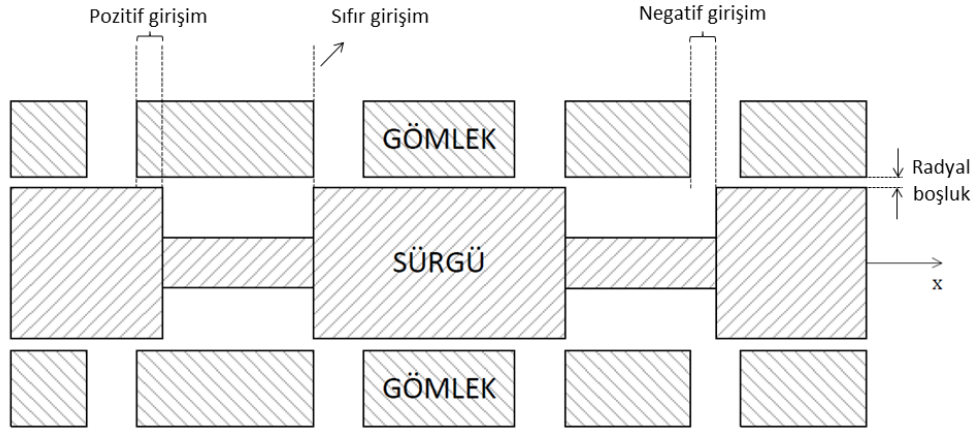 Pozitif girişim
Sıfır girişim
Negatif girişim
GÖMLEK
Radyal
boşluk
SÜRGÜ
x
GÖMLEK